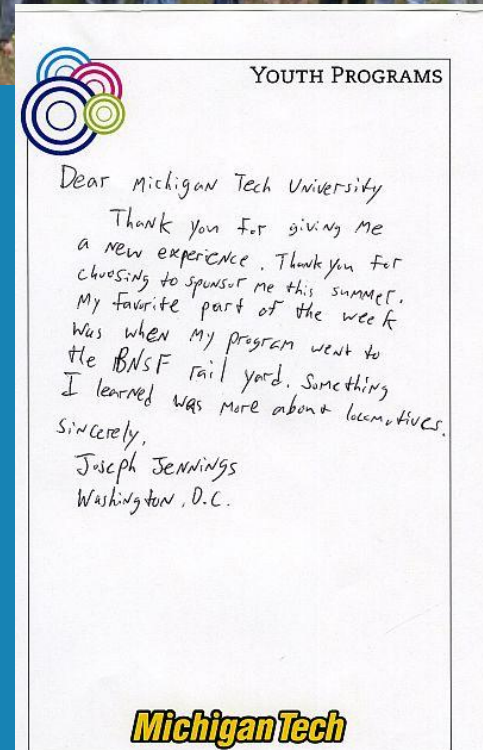 YOUTH PROGRAMS
Dear Michigan Tech University
Thank you for giving me
a new experience. Thank you for
choosing to sponsor me this summer.
My favorite part of the week
was when my program went to
the BNSF rail yard. Something
I learned was more about locomotives.
Sincerely,
Joseph Jennings
Washington, D.C.
Michigan Tech